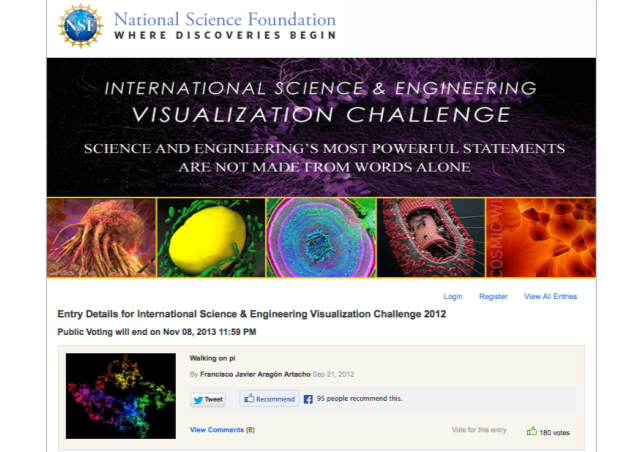 NSF
National Science Foundation
WHERE DISCOVERIES BEGIN
INTERNATIONAL SCIENCE & ENGINEERING
VISUALIZATION CHALLENGE
SCIENCE AND ENGINEERING'S MOST POWERFUL STATEMENTS
ARE NOT MADE FROM WORDS ALONE
COSMIC WE
Login Register View All Entries
Entry Details for International Science & Engineering Visualization Challenge 2012
Public Voting will end on Nov 08, 2013 11:59 PM
Walking on pi
By Francisco Javier Aragón Artacho Sep 21, 2012
Tweet Recommend 95 people recommend this.
View Comments (6) Vote for this entry 180 votes